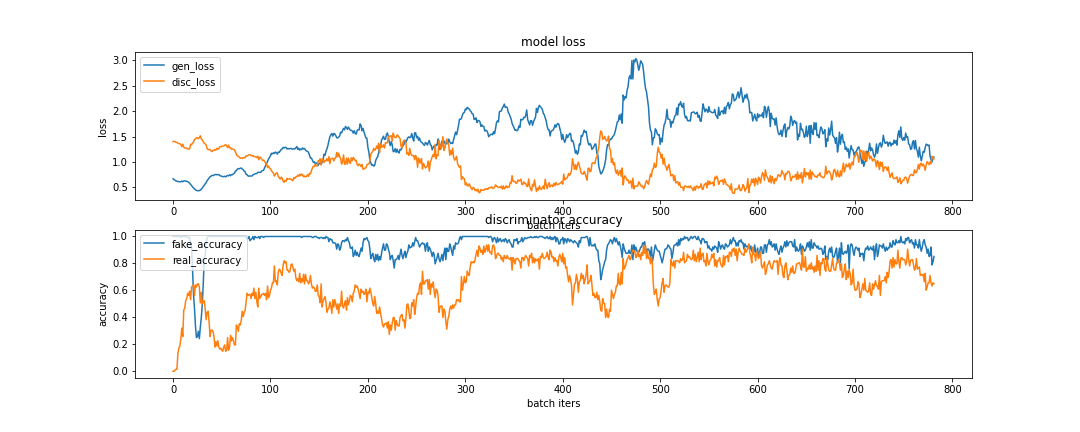 model loss
3.0
2.5
2.0
1.5
1.0
0.5
loss
gen_loss
disc_loss
0 100 200 300 400 500 600 700 800
batch iters
discriminator accuracy
1.0
0.8
0.6
0.4
0.2
0.0
accuracy
fake_accuracy
real_accuracy
0 100 200 300 400 500 600 700 800
batch iters